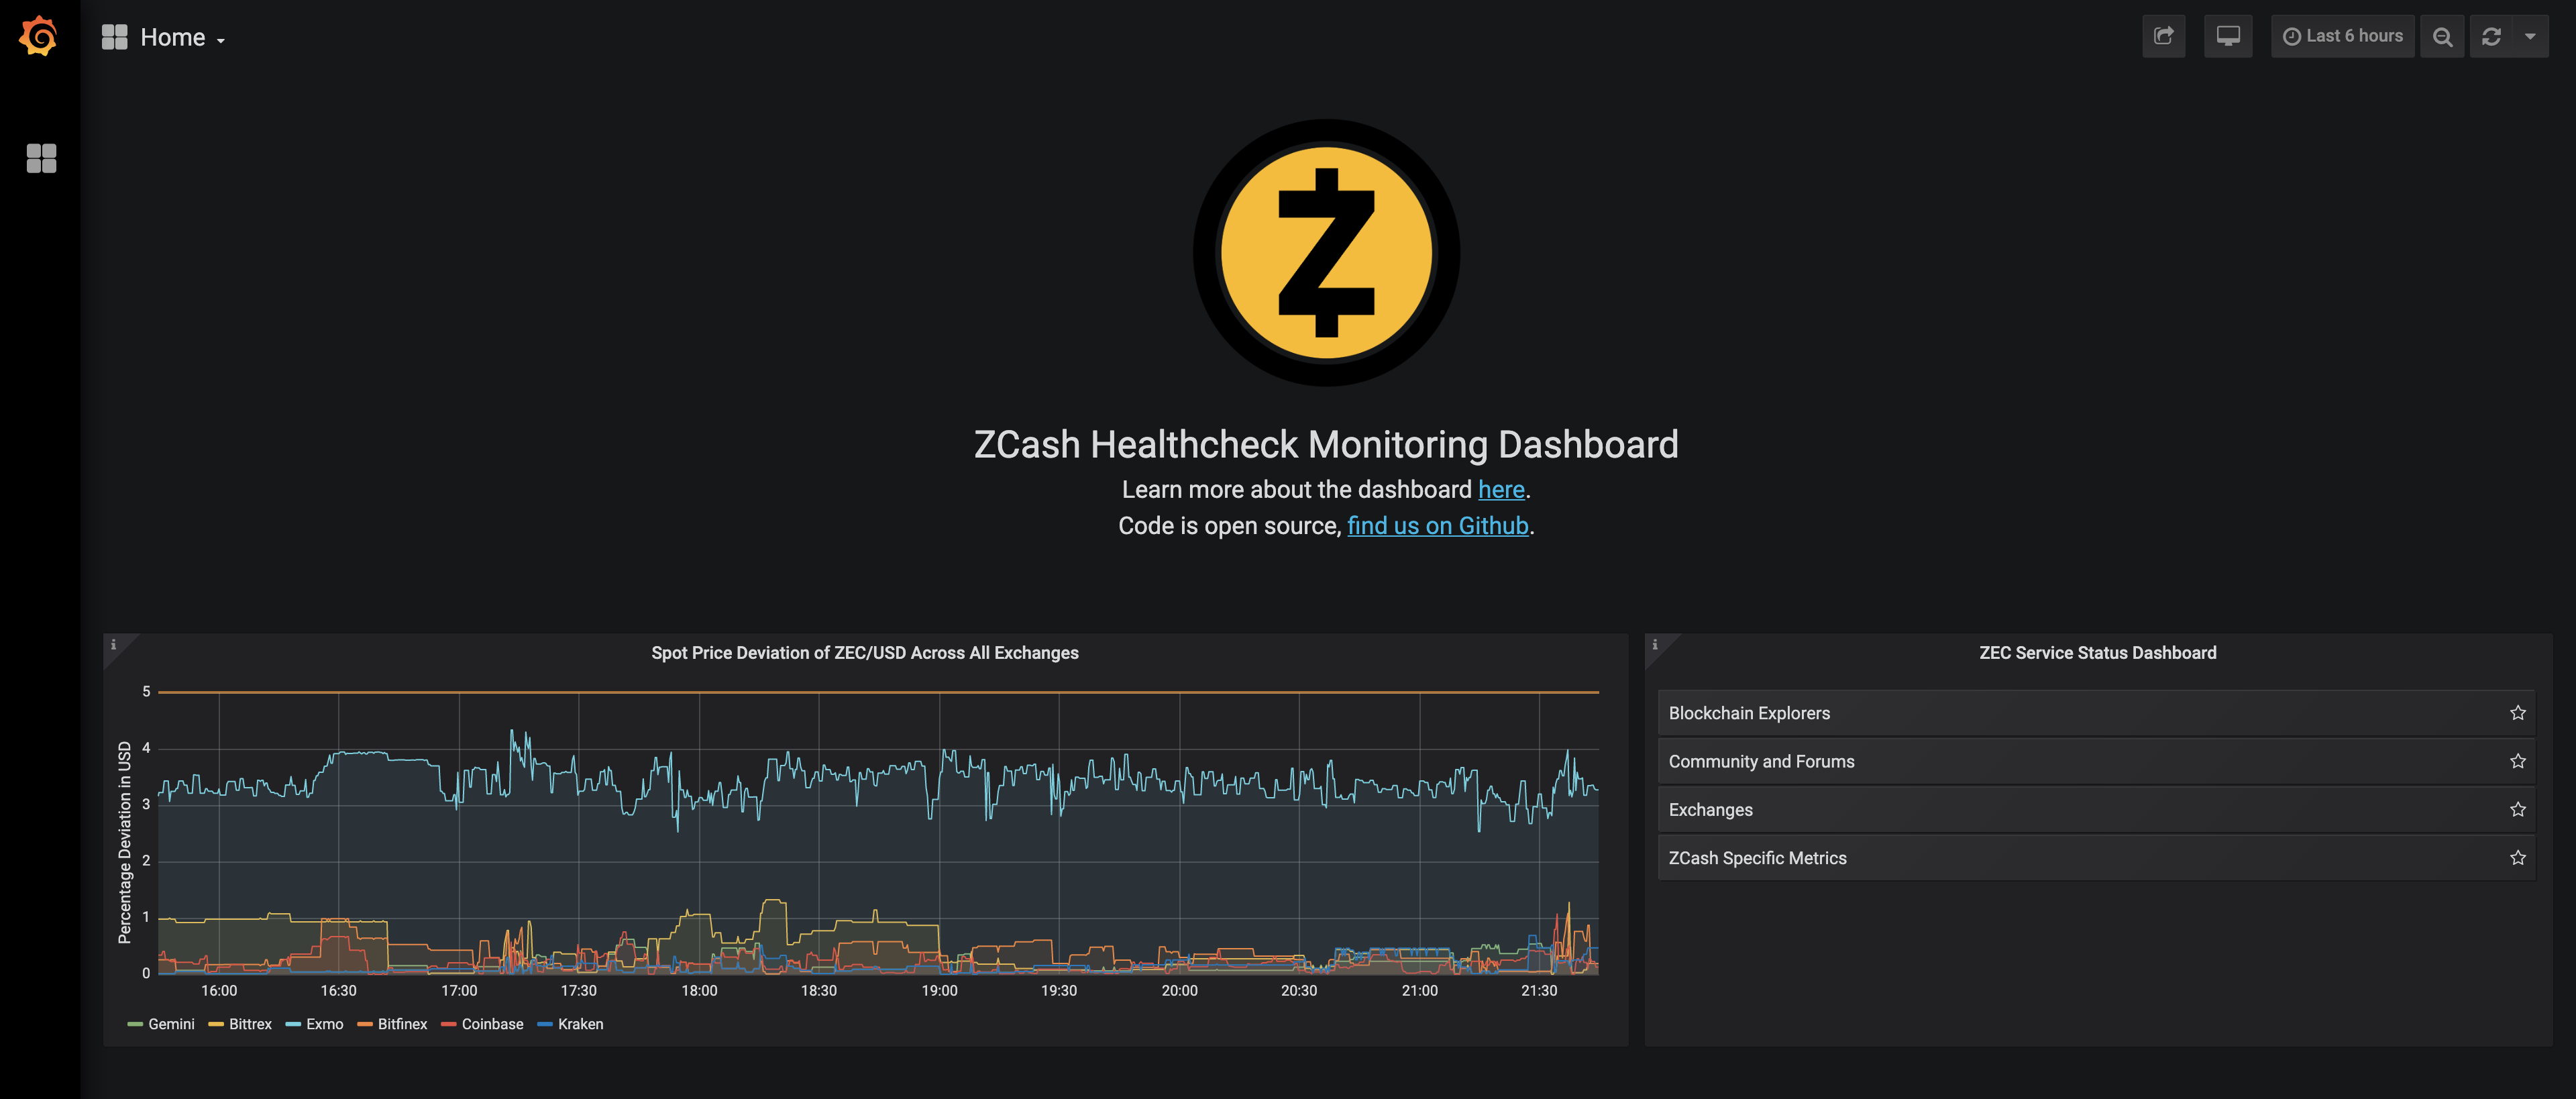 Home
Last 6 hours
ZCash Healthcheck Monitoring Dashboard
Learn more about the dashboard here.
Code is open source, find us on Github.
Spot Price Deviation of ZEC/USD Across All Exchanges
Percentage Deviation in USD
5
4
3
2
1
0
16:00 16:30 17:00 17:30 18:00 18:30 19:00 19:30 20:00 20:30 21:00 21:30
Gemini Bittrex Exmo Bitfinex Coinbase Kraken
ZEC Service Status Dashboard
Blockchain Explorers
Community and Forums
Exchanges
ZCash Specific Metrics